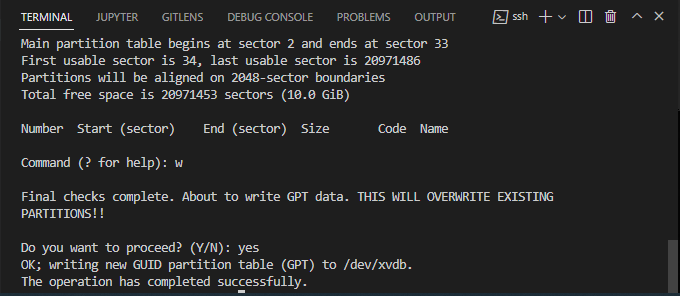 TERMINAL JUPYTER GITLENS DEBUG CONSOLE PROBLEMS OUTPUT ssh
Main partition table begins at sector 2 and ends at sector 33
First usable sector is 34, last usable sector is 20971486
Partitions will be aligned on 2048-sector boundaries
Total free space is 20971453 sectors (10.0 GiB)
Number  Start (sector)    End (sector)  Size       Code  Name
Command (? for help): w
Final checks complete. About to write GPT data. THIS WILL OVERWRITE EXISTING
PARTITIONS!!
Do you want to proceed? (Y/N): yes
OK; writing new GUID partition table (GPT) to /dev/xvdb.
The operation has completed successfully.